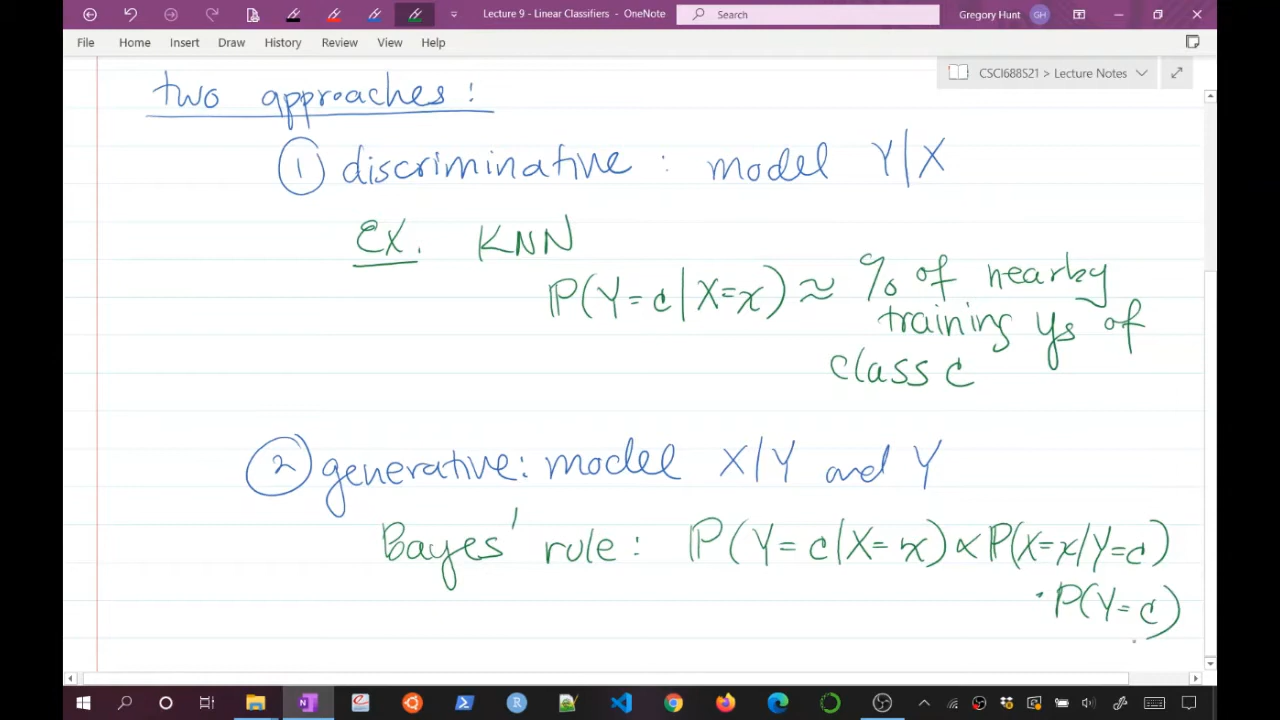 Lecture 9 - Linear Classifiers - OneNote
Search
Gregory Hunt
GH
File Home Insert Draw History Review View Help
CSCI688S21 > Lecture Notes
two approaches:
① discriminative: model Y|X
EX. KNN
P(Y=c|X=x) ≈ % of nearby
training ys of
class c
② generative: model X|Y and Y
Bayes' rule: P(Y=c|X=x) ∝ P(X=x|Y=c)
· P(Y=c)